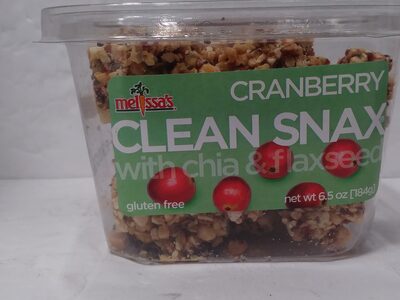 CRANBERRY
melissa's
CLEAN SNAX
with chia & flaxseed
gluten free
net wt 6.5 oz [184g]